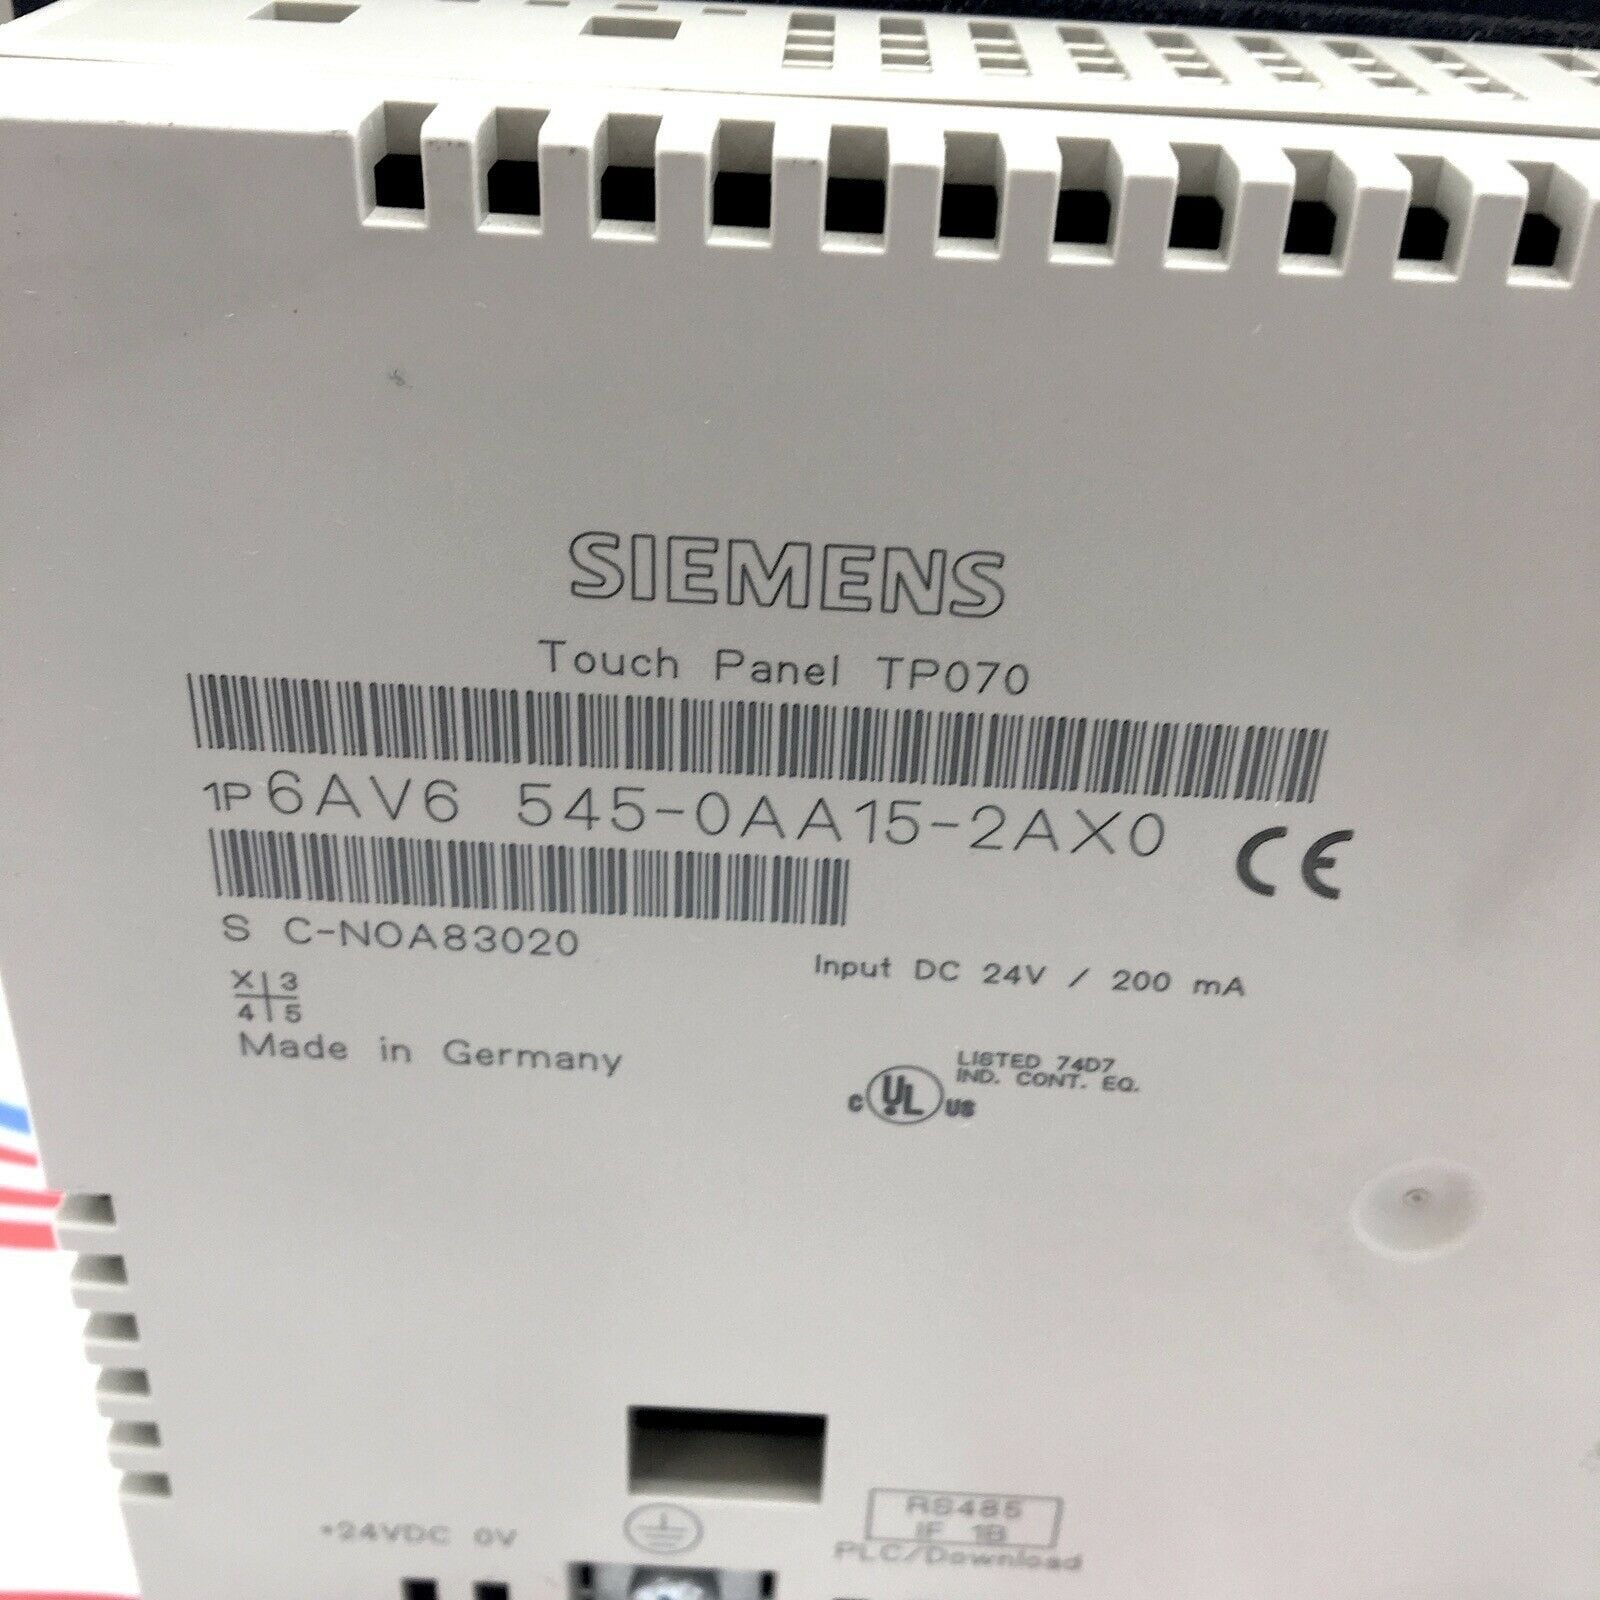 SIEMENS
Touch Panel TP070
1P 6AV6 545-0AA15-2AX0
CE
S C-NOA83020
X 3
4 5
Input DC 24V / 200 mA
Made in Germany
LISTED 74D7
IND. CONT. EQ.
C UL US
+24VDC 0V
RS485
IF 1B
PLC/Download